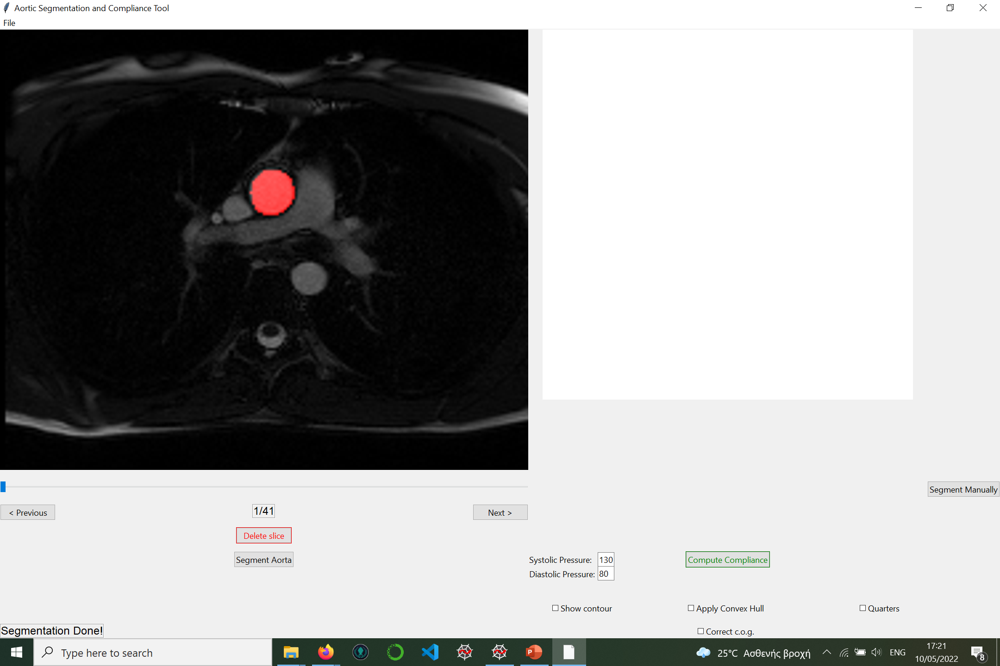 Aortic Segmentation and Compliance Tool
File
Segment Manually
< Previous
1/41
Next >
Delete slice
Segment Aorta
Systolic Pressure: 130
Compute Compliance
Diastolic Pressure: 80
Show contour
Apply Convex Hull
Quarters
Segmentation Done!
Correct c.o.g.
Type here to search
P
25°C Ασθενής βροχή
ENG
17:21
10/05/2022
8